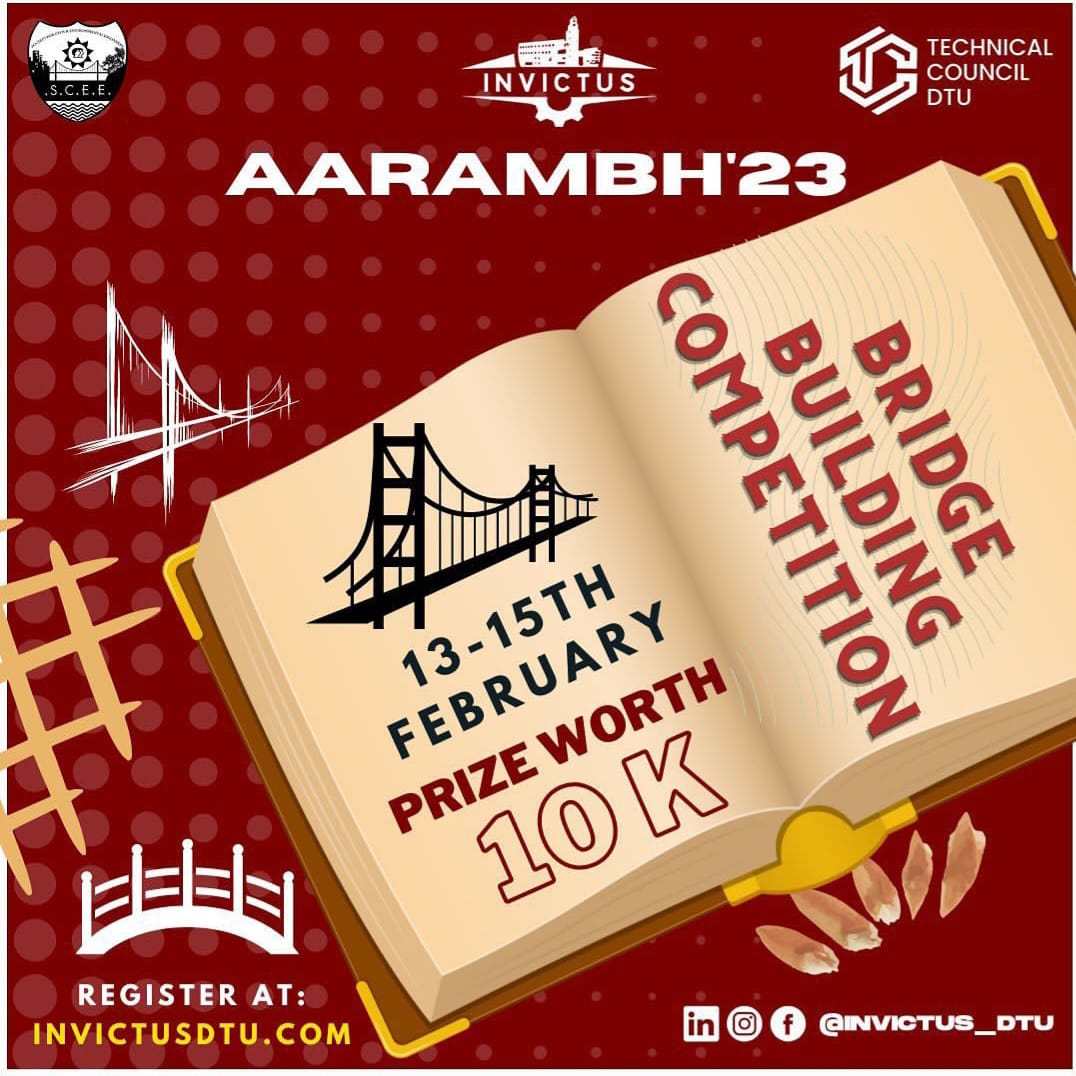 .S.C.E.E.
INVICTUS
TECHNICAL
COUNCIL
DTU
AARAMBH'23
BRIDGE
BUILDING
COMPETITION
13-15TH
FEBRUARY
PRIZE WORTH
10 K
REGISTER AT:
INVICTUSDTU.COM
in
f
@INVICTUS_DTU